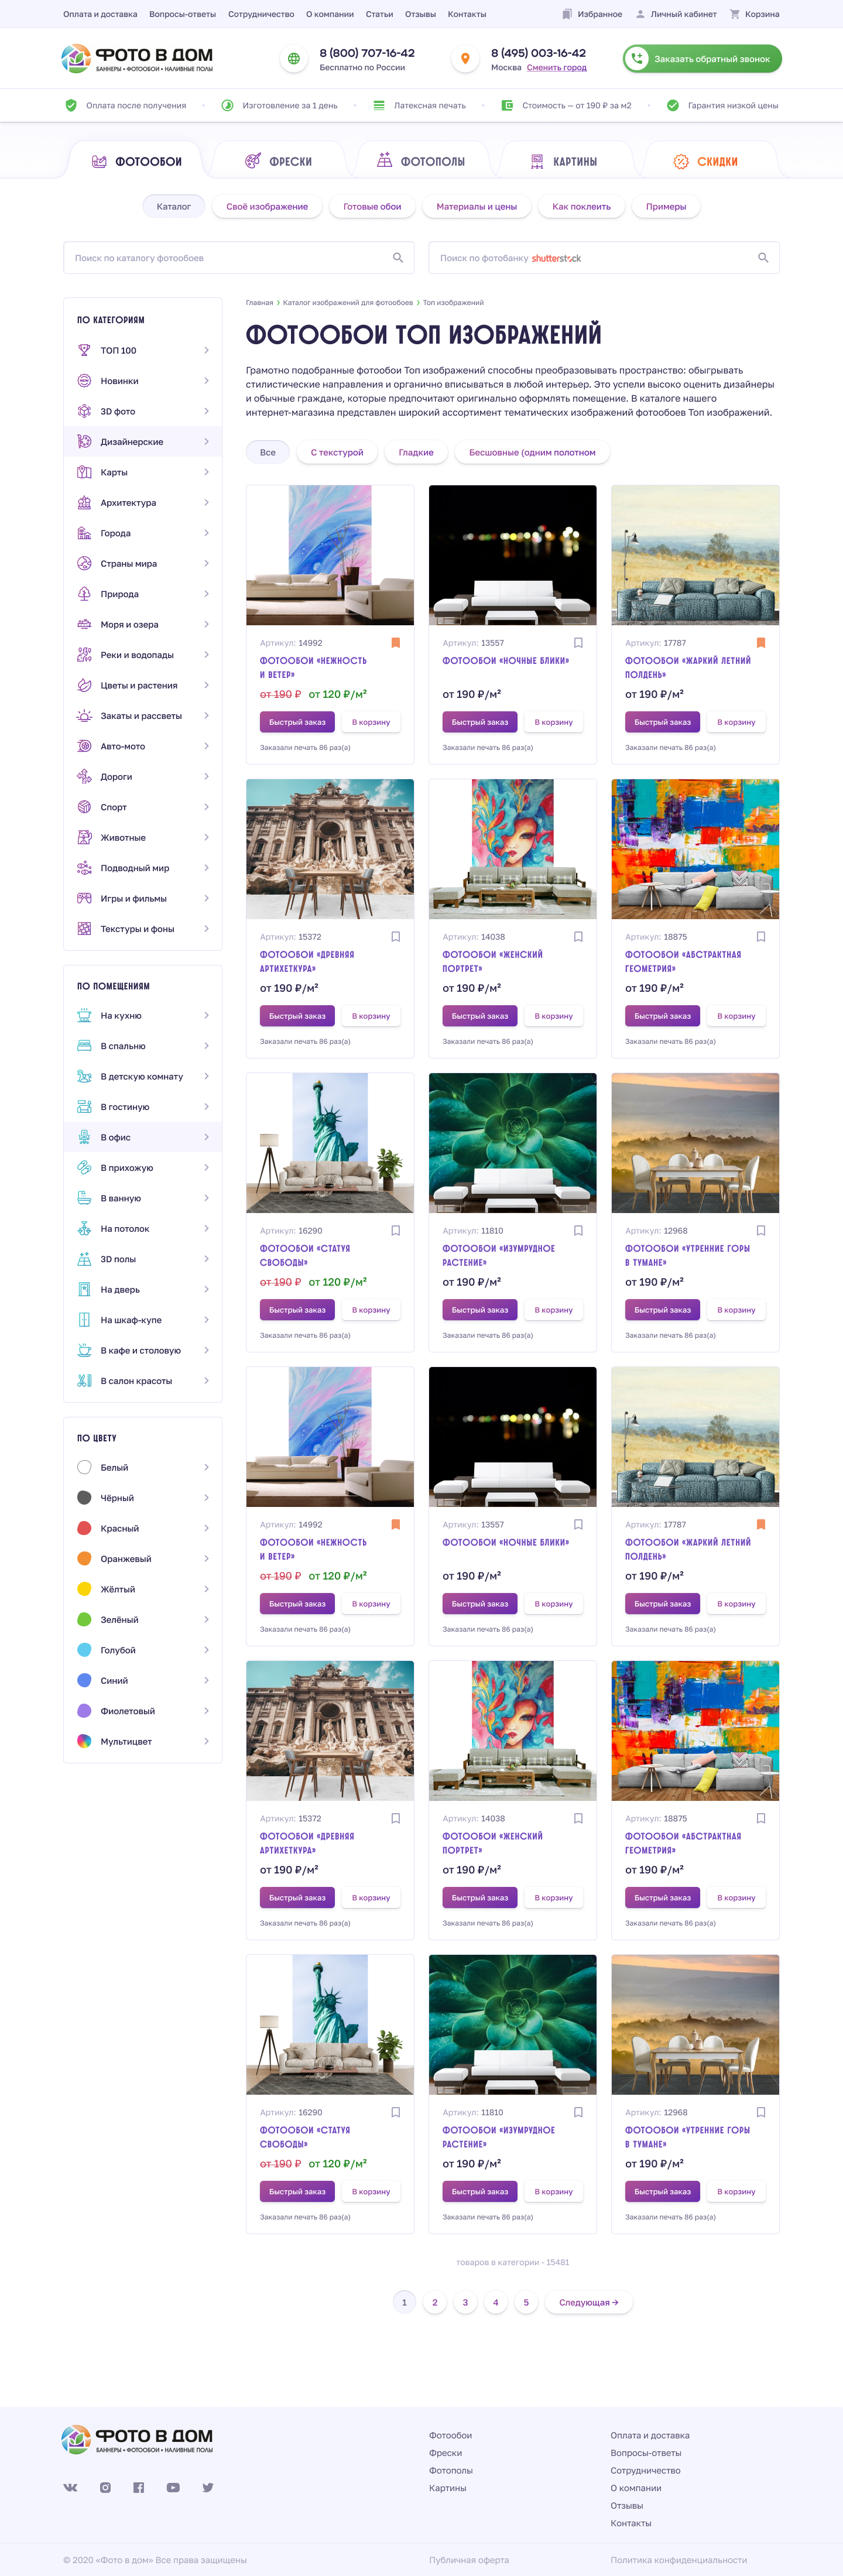 Оплата и доставка Вопросы-ответы Сотрудничество О компании Статьи Отзывы Контакты Избранное Личный кабинет Корзина
ФОТО В ДОМ
БАННЕРЫ • ФОТООБОИ • НАЛИВНЫЕ ПОЛЫ
8 (800) 707-16-42
Бесплатно по России
8 (495) 003-16-42
Москва Сменить город
Заказать обратный звонок
Оплата после получения • Изготовление за 1 день • Латексная печать • Стоимость — от 190 ₽ за м2 • Гарантия низкой цены
ФОТООБОИ ФРЕСКИ ФОТОПОЛЫ КАРТИНЫ СКИДКИ
Каталог Своё изображение Готовые обои Материалы и цены Как поклеить Примеры
Поиск по каталогу фотообоев
Поиск по фотобанку shutterstock
ПО КАТЕГОРИЯМ
ТОП 100
Новинки
3D фото
Дизайнерские
Карты
Архитектура
Города
Страны мира
Природа
Моря и озера
Реки и водопады
Цветы и растения
Закаты и рассветы
Авто-мото
Дороги
Спорт
Животные
Подводный мир
Игры и фильмы
Текстуры и фоны
ПО ПОМЕЩЕНИЯМ
На кухню
В спальню
В детскую комнату
В гостиную
В офис
В прихожую
В ванную
На потолок
3D полы
На дверь
На шкаф-купе
В кафе и столовую
В салон красоты
ПО ЦВЕТУ
Белый
Чёрный
Красный
Оранжевый
Жёлтый
Зелёный
Голубой
Синий
Фиолетовый
Мультицвет
Главная > Каталог изображений для фотообоев > Топ изображений
ФОТООБОИ ТОП ИЗОБРАЖЕНИЙ
Грамотно подобранные фотообои Топ изображений способны преобразовывать пространство: обыгрывать
стилистические направления и органично вписываться в любой интерьер. Это успели высоко оценить дизайнеры
и обычные граждане, которые предпочитают оригинально оформлять помещение. В каталоге нашего
интернет-магазина представлен широкий ассортимент тематических изображений фотообоев Топ изображений.
Все С текстурой Гладкие Бесшовные (одним полотном
Артикул: 14992
ФОТООБОИ «НЕЖНОСТЬ
И ВЕТЕР»
от 190 ₽ от 120 ₽/м²
Быстрый заказ В корзину
Заказали печать 86 раз(а)
Артикул: 13557
ФОТООБОИ «НОЧНЫЕ БЛИКИ»
от 190 ₽/м²
Быстрый заказ В корзину
Заказали печать 86 раз(а)
Артикул: 17787
ФОТООБОИ «ЖАРКИЙ ЛЕТНИЙ
ПОЛДЕНЬ»
от 190 ₽/м²
Быстрый заказ В корзину
Заказали печать 86 раз(а)
Артикул: 15372
ФОТООБОИ «ДРЕВНЯЯ
АРТИХЕТКУРА»
от 190 ₽/м²
Быстрый заказ В корзину
Заказали печать 86 раз(а)
Артикул: 14038
ФОТООБОИ «ЖЕНСКИЙ
ПОРТРЕТ»
от 190 ₽/м²
Быстрый заказ В корзину
Заказали печать 86 раз(а)
Артикул: 18875
ФОТООБОИ «АБСТРАКТНАЯ
ГЕОМЕТРИЯ»
от 190 ₽/м²
Быстрый заказ В корзину
Заказали печать 86 раз(а)
Артикул: 16290
ФОТООБОИ «СТАТУЯ
СВОБОДЫ»
от 190 ₽ от 120 ₽/м²
Быстрый заказ В корзину
Заказали печать 86 раз(а)
Артикул: 11810
ФОТООБОИ «ИЗУМРУДНОЕ
РАСТЕНИЕ»
от 190 ₽/м²
Быстрый заказ В корзину
Заказали печать 86 раз(а)
Артикул: 12968
ФОТООБОИ «УТРЕННИЕ ГОРЫ
В ТУМАНЕ»
от 190 ₽/м²
Быстрый заказ В корзину
Заказали печать 86 раз(а)
Артикул: 14992
ФОТООБОИ «НЕЖНОСТЬ
И ВЕТЕР»
от 190 ₽ от 120 ₽/м²
Быстрый заказ В корзину
Заказали печать 86 раз(а)
Артикул: 13557
ФОТООБОИ «НОЧНЫЕ БЛИКИ»
от 190 ₽/м²
Быстрый заказ В корзину
Заказали печать 86 раз(а)
Артикул: 17787
ФОТООБОИ «ЖАРКИЙ ЛЕТНИЙ
ПОЛДЕНЬ»
от 190 ₽/м²
Быстрый заказ В корзину
Заказали печать 86 раз(а)
Артикул: 15372
ФОТООБОИ «ДРЕВНЯЯ
АРТИХЕТКУРА»
от 190 ₽/м²
Быстрый заказ В корзину
Заказали печать 86 раз(а)
Артикул: 14038
ФОТООБОИ «ЖЕНСКИЙ
ПОРТРЕТ»
от 190 ₽/м²
Быстрый заказ В корзину
Заказали печать 86 раз(а)
Артикул: 18875
ФОТООБОИ «АБСТРАКТНАЯ
ГЕОМЕТРИЯ»
от 190 ₽/м²
Быстрый заказ В корзину
Заказали печать 86 раз(а)
Артикул: 16290
ФОТООБОИ «СТАТУЯ
СВОБОДЫ»
от 190 ₽ от 120 ₽/м²
Быстрый заказ В корзину
Заказали печать 86 раз(а)
Артикул: 11810
ФОТООБОИ «ИЗУМРУДНОЕ
РАСТЕНИЕ»
от 190 ₽/м²
Быстрый заказ В корзину
Заказали печать 86 раз(а)
Артикул: 12968
ФОТООБОИ «УТРЕННИЕ ГОРЫ
В ТУМАНЕ»
от 190 ₽/м²
Быстрый заказ В корзину
Заказали печать 86 раз(а)
товаров в категории - 15481
1 2 3 4 5 Следующая →
ФОТО В ДОМ
БАННЕРЫ • ФОТООБОИ • НАЛИВНЫЕ ПОЛЫ
Фотообои
Фрески
Фотополы
Картины
Оплата и доставка
Вопросы-ответы
Сотрудничество
О компании
Отзывы
Контакты
© 2020 «Фото в дом» Все права защищены Публичная оферта Политика конфиденциальности